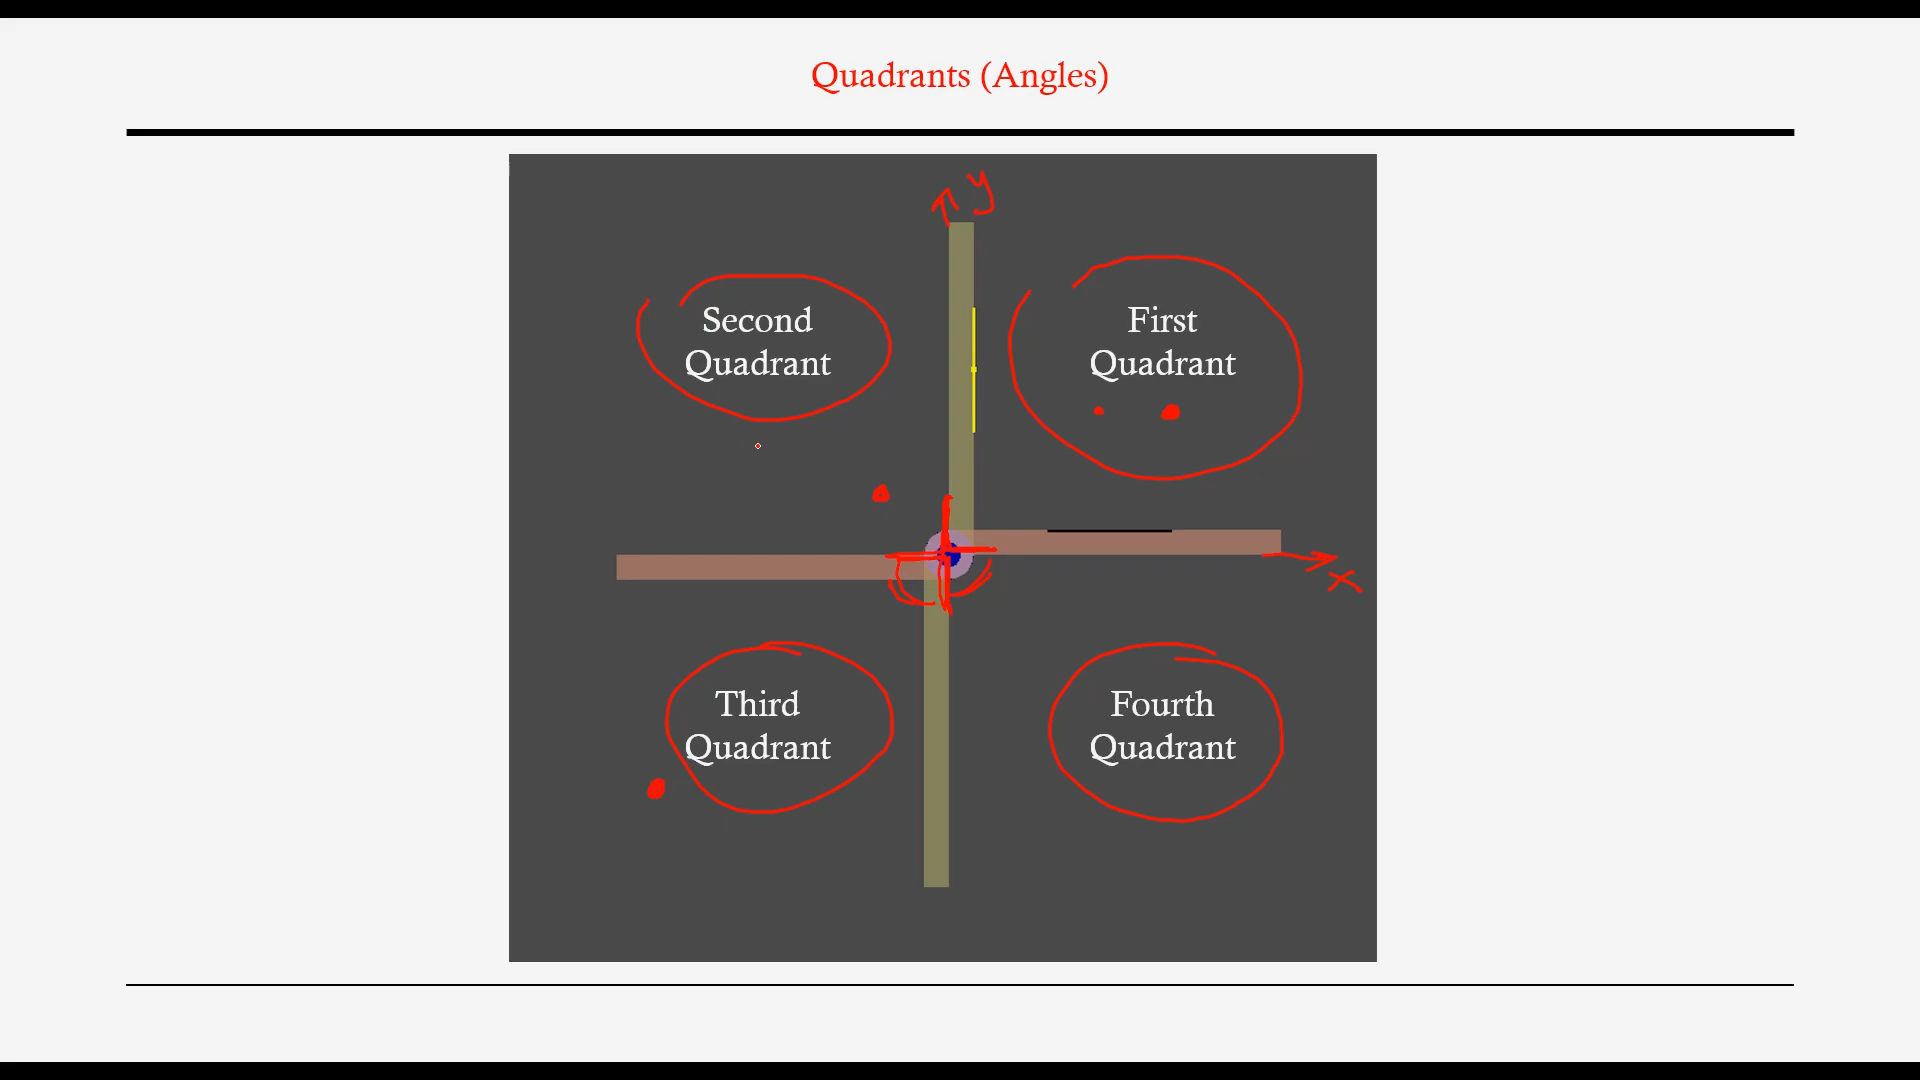 Quadrants (Angles)
y
Second
Quadrant
First
Quadrant
x
Third
Quadrant
Fourth
Quadrant